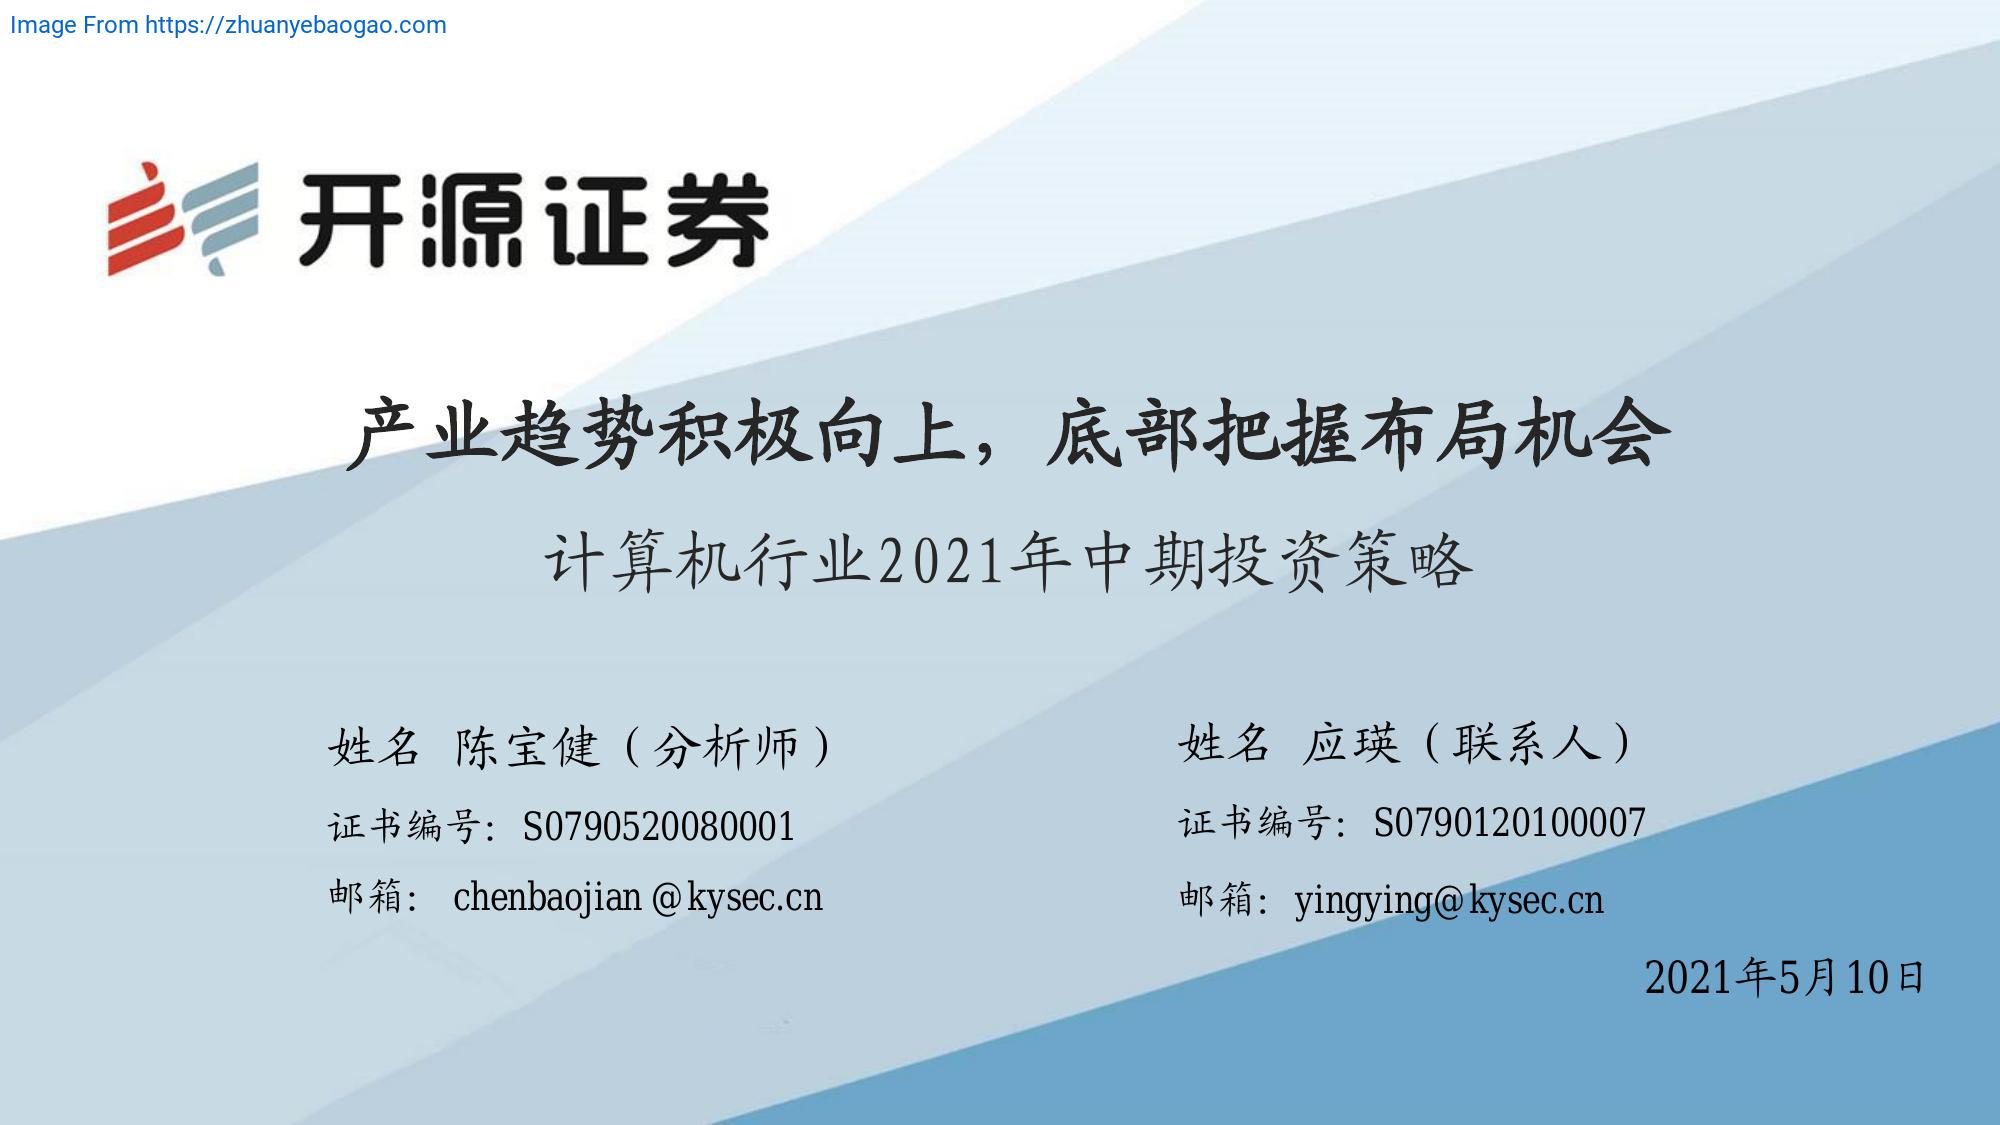 Image From https://zhuanyebaogao.com
开源证券
产业趋势积极向上，底部把握布局机会
计算机行业2021年中期投资策略
姓名 陈宝健（分析师）
证书编号：S0790520080001
邮箱： chenbaojian @kysec.cn
姓名 应瑛（联系人）
证书编号：S0790120100007
邮箱：yingying@kysec.cn
2021年5月10日